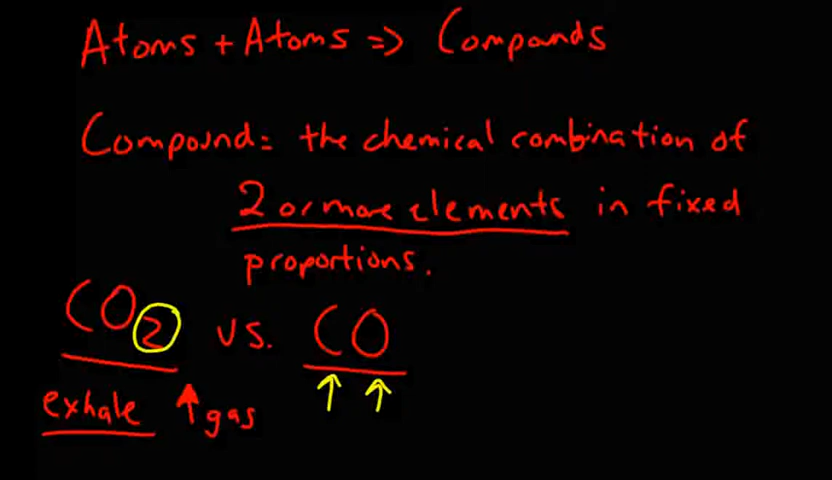 Atoms + Atoms => Compounds
Compound = the chemical combination of
2 or more elements in fixed
proportions.
CO2 vs. CO
exhale ↑ gas ↑ ↑